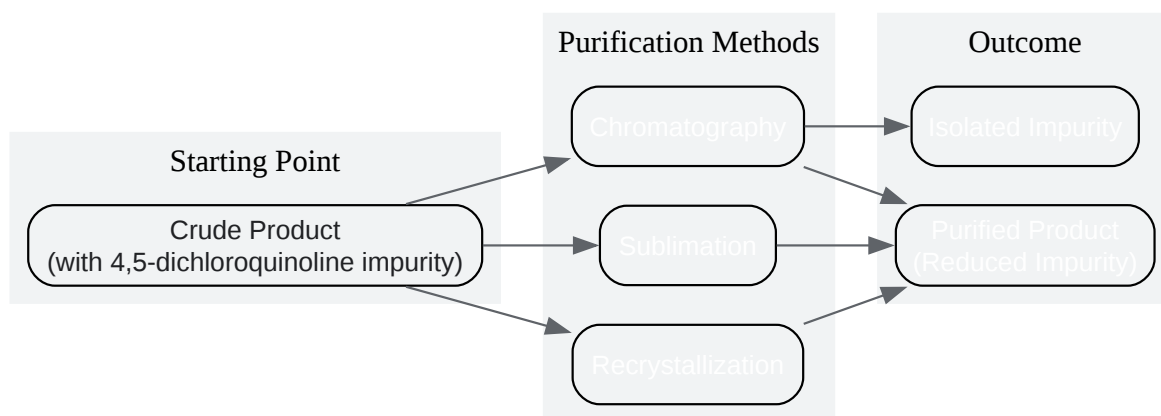 Purification Methods
Outcome
Chromatography
Isolated Impurity
Starting Point
Crude Product
(with 4,5-dichloroquinoline impurity)
Sublimation
Purified Product
(Reduced Impurity)
Recrystallization